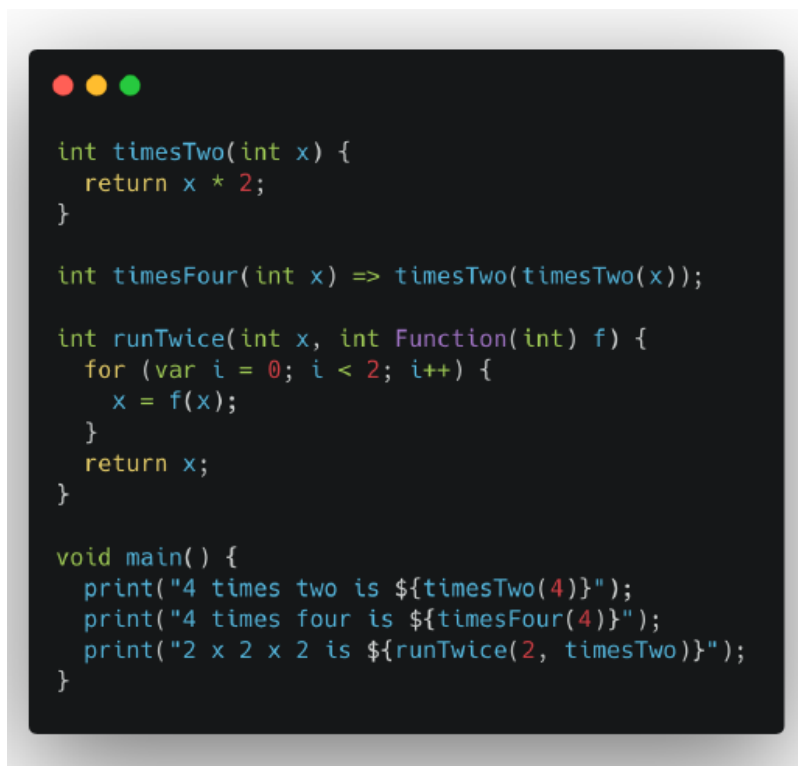 int timesTwo(int x) {
  return x * 2;
}

int timesFour(int x) => timesTwo(timesTwo(x));

int runTwice(int x, int Function(int) f) {
  for (var i = 0; i < 2; i++) {
    x = f(x);
  }
  return x;
}

void main() {
  print("4 times two is ${timesTwo(4)}");
  print("4 times four is ${timesFour(4)}");
  print("2 x 2 x 2 is ${runTwice(2, timesTwo)}");
}